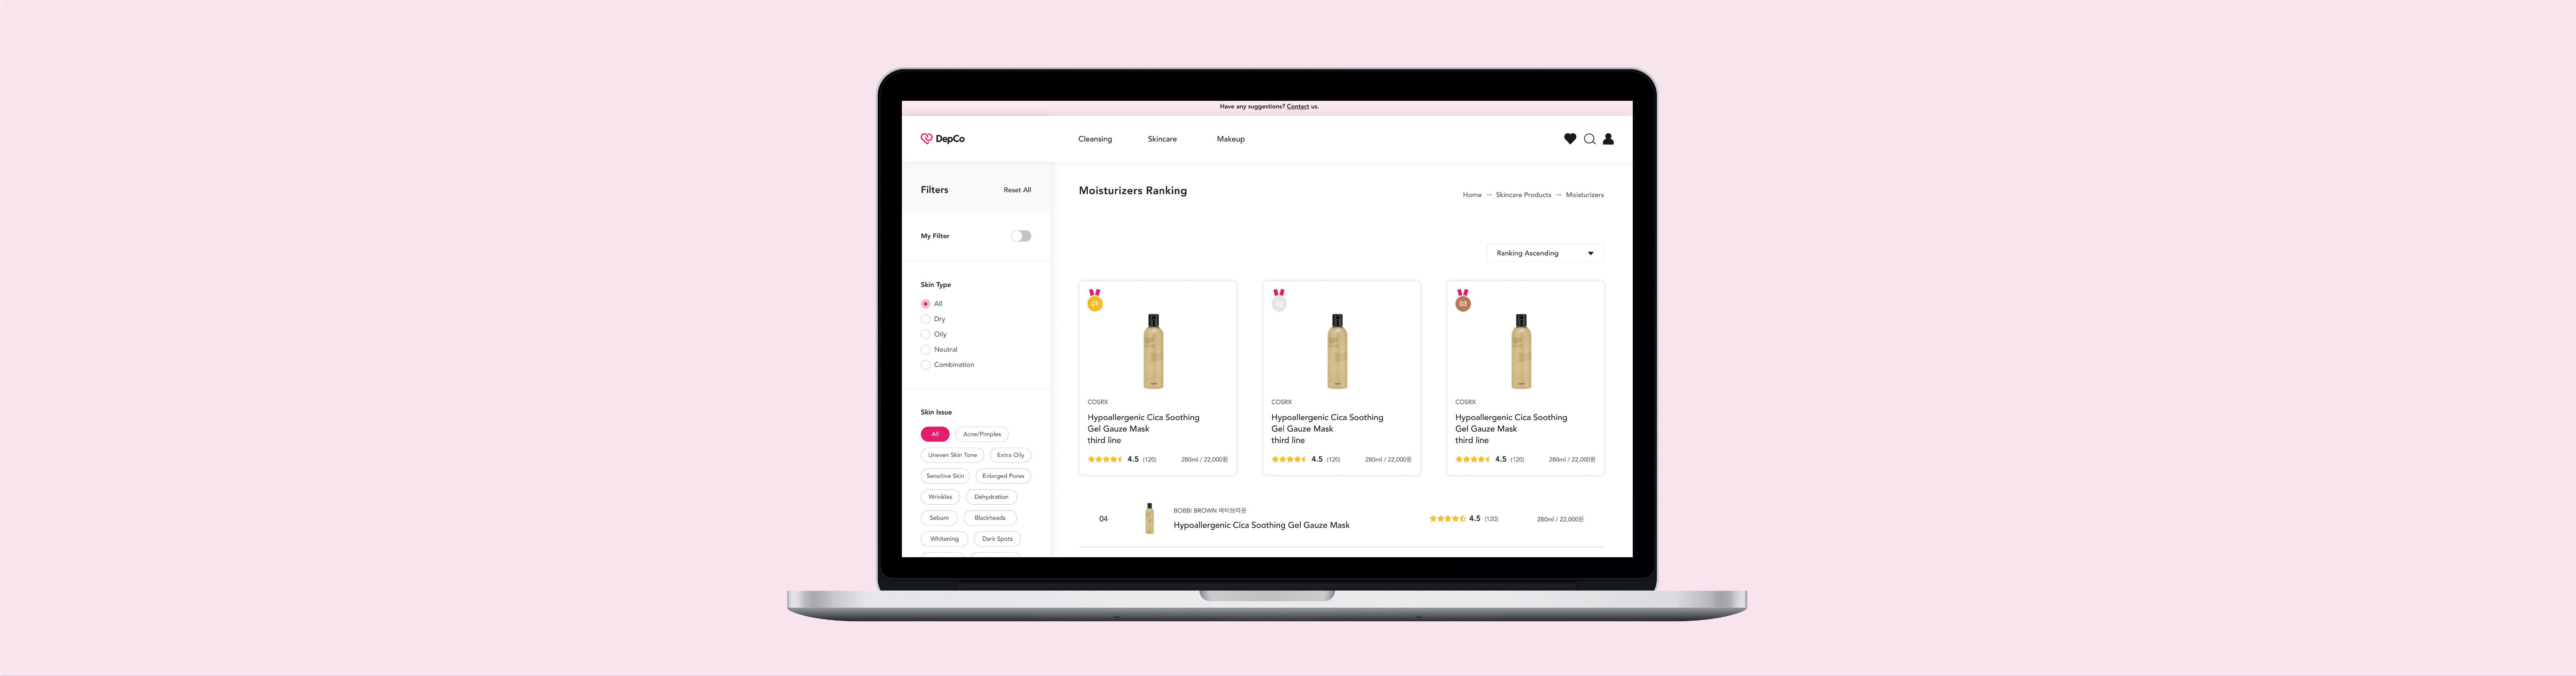 Have any suggestions? Contact us.
DepCo
Cleansing
Skincare
Makeup
Filters
Reset All
My Filter
Skin Type
All
Dry
Oily
Neutral
Combination
Skin Issue
All
Acne/Pimples
Uneven Skin Tone
Extra Oily
Sensitive Skin
Enlarged Pores
Wrinkles
Dehydration
Sebum
Blackheads
Whitening
Dark Spots
Moisturizers Ranking
Home → Skincare Products → Moisturizers
Ranking Ascending
01
COSRX
Hypoallergenic Cica Soothing
Gel Gauze Mask
third line
4.5 (120)
280ml / 22,000원
02
COSRX
Hypoallergenic Cica Soothing
Gel Gauze Mask
third line
4.5 (120)
280ml / 22,000원
03
COSRX
Hypoallergenic Cica Soothing
Gel Gauze Mask
third line
4.5 (120)
280ml / 22,000원
04
BOBBI BROWN 바비브라운
Hypoallergenic Cica Soothing Gel Gauze Mask
4.5 (120)
280ml / 22,000원